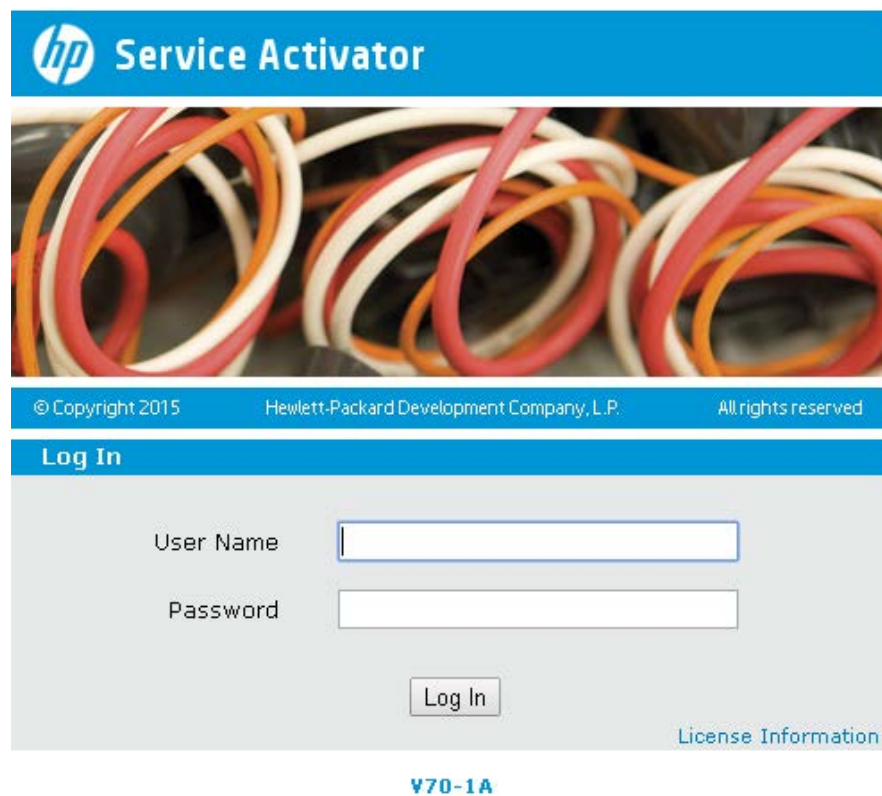 hp Service Activator
© Copyright 2015 Hewlett-Packard Development Company, L.P. All rights reserved
Log In
User Name
Password
Log In
License Information
V70-1A